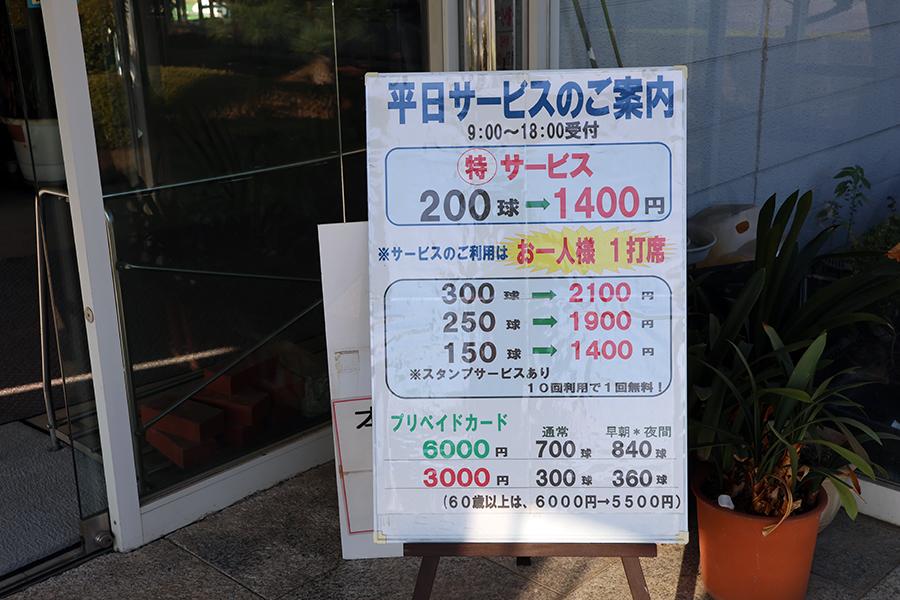 平日サービスのご案内
9:00〜18:00受付
特 サービス
200球→1400円
※サービスのご利用は お一人様 1打席
300球→2100円
250球→1900円
150球→1400円
※スタンプサービスあり
10回利用で1回無料!
プリペイドカード 通常 早朝*夜間
6000円 700球 840球
3000円 300球 360球
(60歳以上は、6000円→5500円)